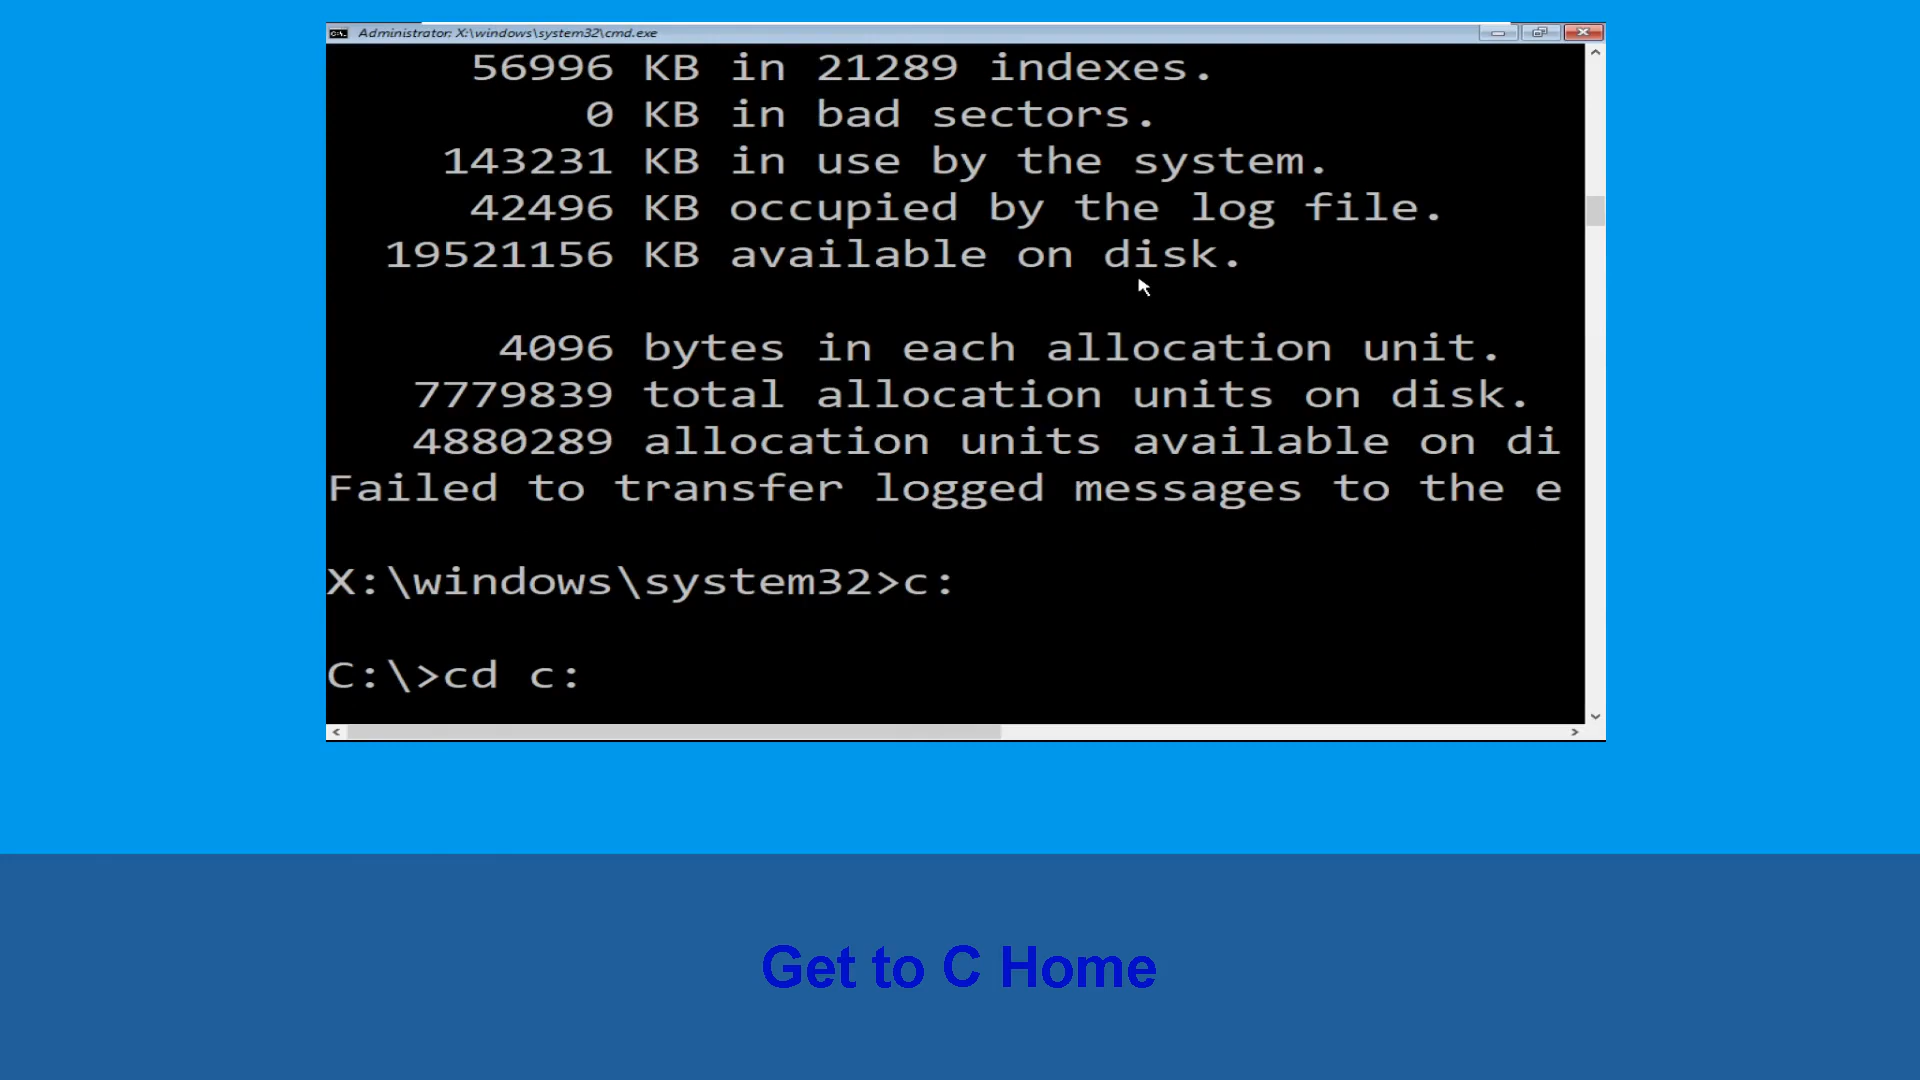 Administrator: X:\windows\system32\cmd.exe
56996 KB in 21289 indexes.
0 KB in bad sectors.
143231 KB in use by the system.
42496 KB occupied by the log file.
19521156 KB available on disk.
4096 bytes in each allocation unit.
7779839 total allocation units on disk.
4880289 allocation units available on di
Failed to transfer logged messages to the e
X:\windows\system32>c:
C:\>cd c:
Get to C Home